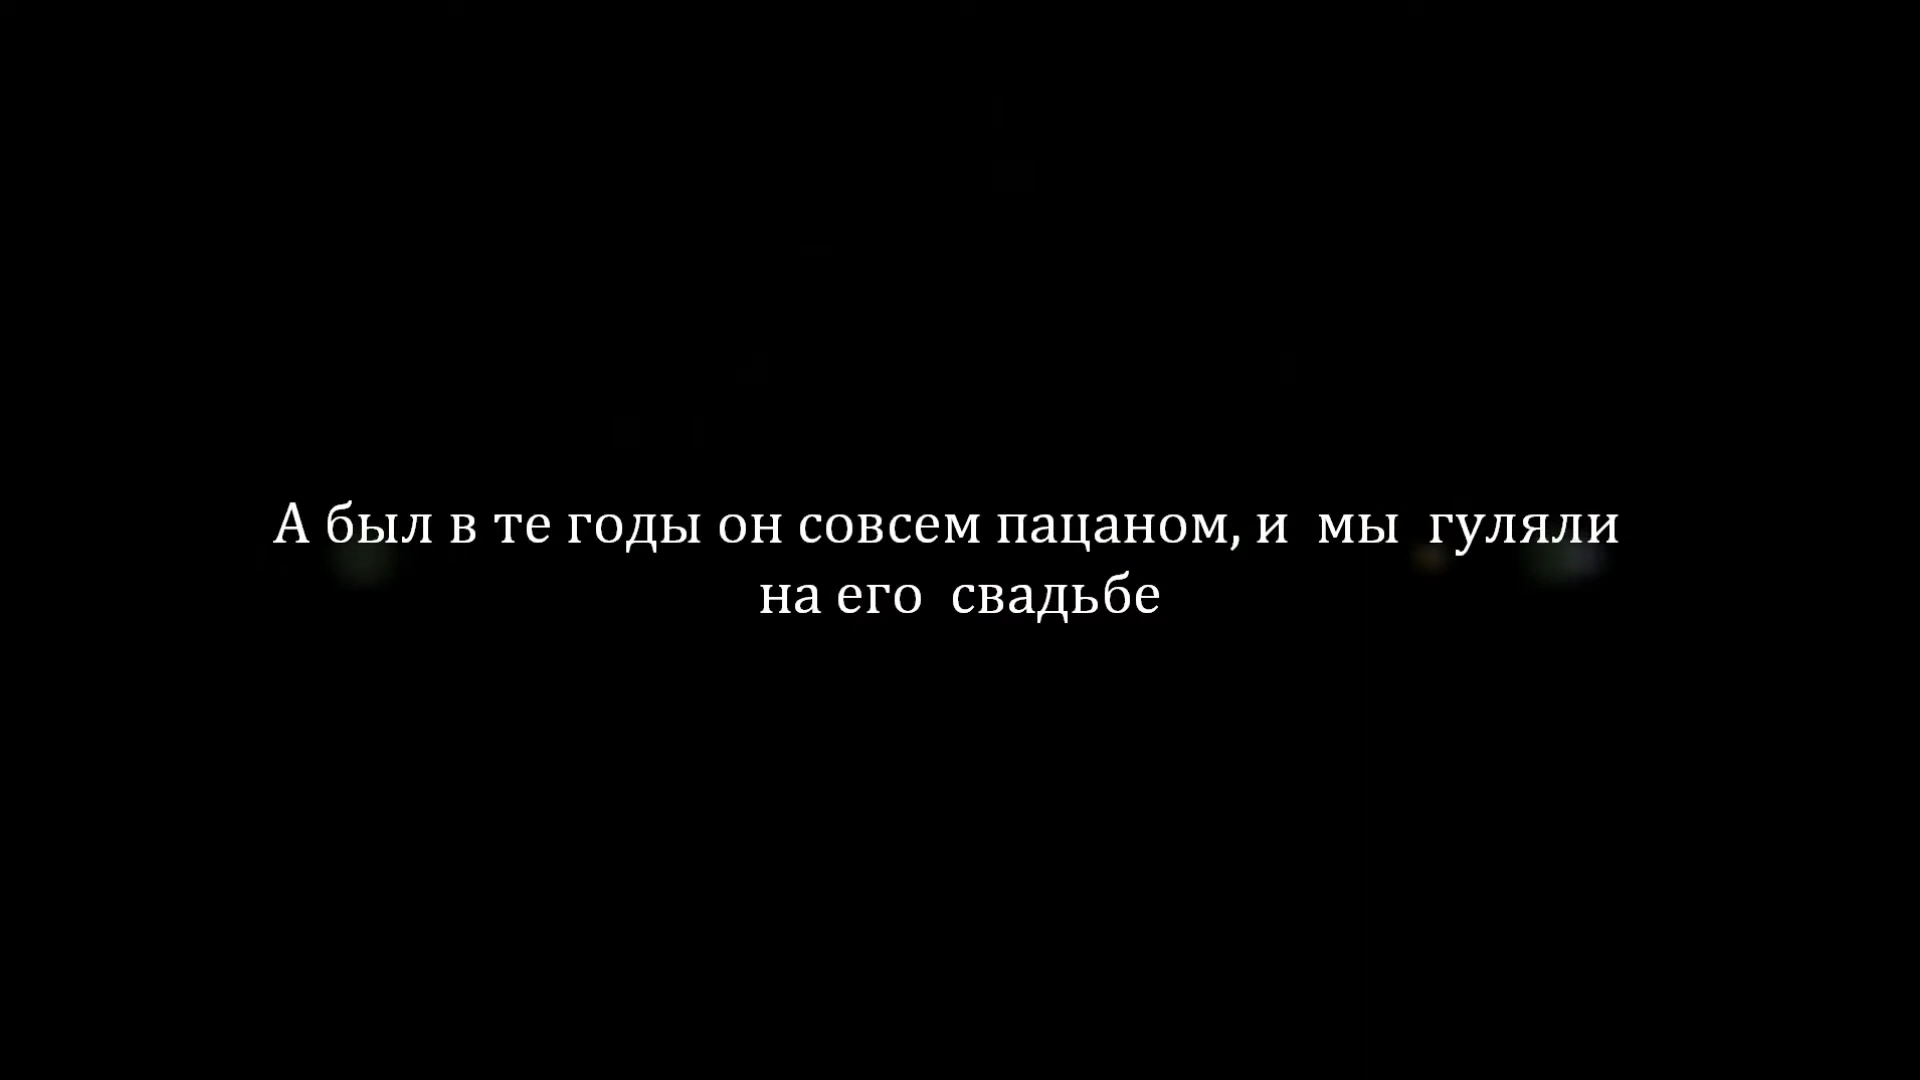 А был в те годы он совсем пацаном, и  мы  гуляли
на его  свадьбе